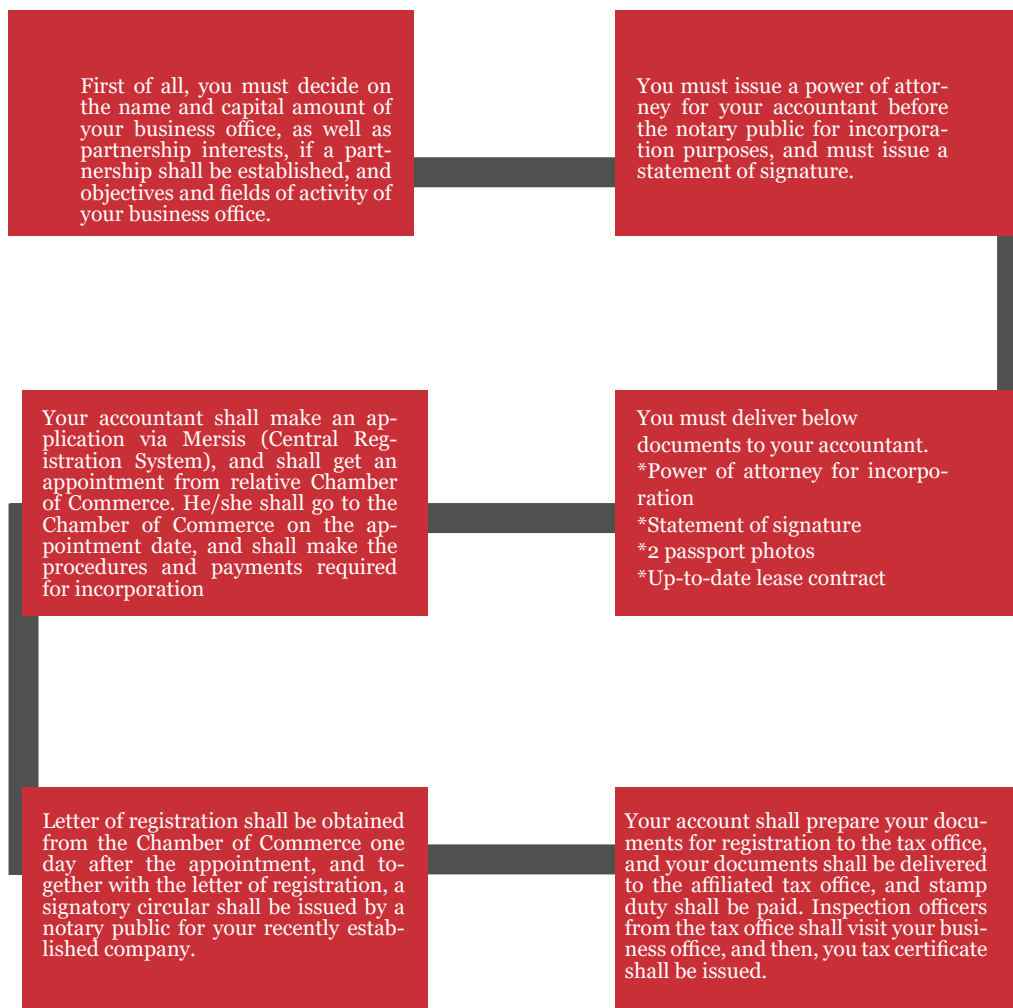 First of all, you must decide on
the name and capital amount of
your business office, as well as
partnership interests, if a part-
nership shall be established, and
objectives and fields of activity of
your business office.
You must issue a power of attor-
ney for your accountant before
the notary public for incorpora-
tion purposes, and must issue a
statement of signature.
You must deliver below
documents to your accountant.
*Power of attorney for incorpo-
ration
*Statement of signature
*2 passport photos
*Up-to-date lease contract
Your accountant shall make an ap-
plication via Mersis (Central Reg-
istration System), and shall get an
appointment from relative Chamber
of Commerce. He/she shall go to the
Chamber of Commerce on the ap-
pointment date, and shall make the
procedures and payments required
for incorporation
Letter of registration shall be obtained
from the Chamber of Commerce one
day after the appointment, and to-
gether with the letter of registration, a
signatory circular shall be issued by a
notary public for your recently estab-
lished company.
Your account shall prepare your docu-
ments for registration to the tax office,
and your documents shall be delivered
to the affiliated tax office, and stamp
duty shall be paid. Inspection officers
from the tax office shall visit your busi-
ness office, and then, you tax certificate
shall be issued.